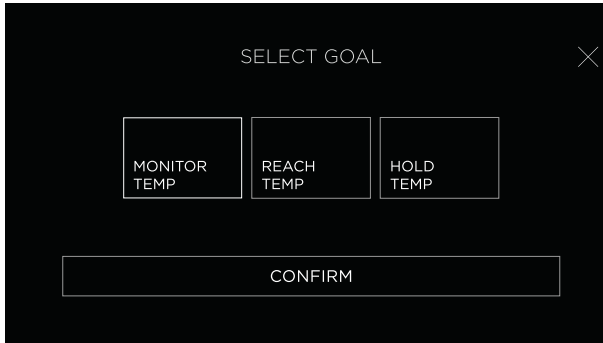 SELECT GOAL
MONITOR
TEMP
REACH
TEMP
HOLD
TEMP
CONFIRM